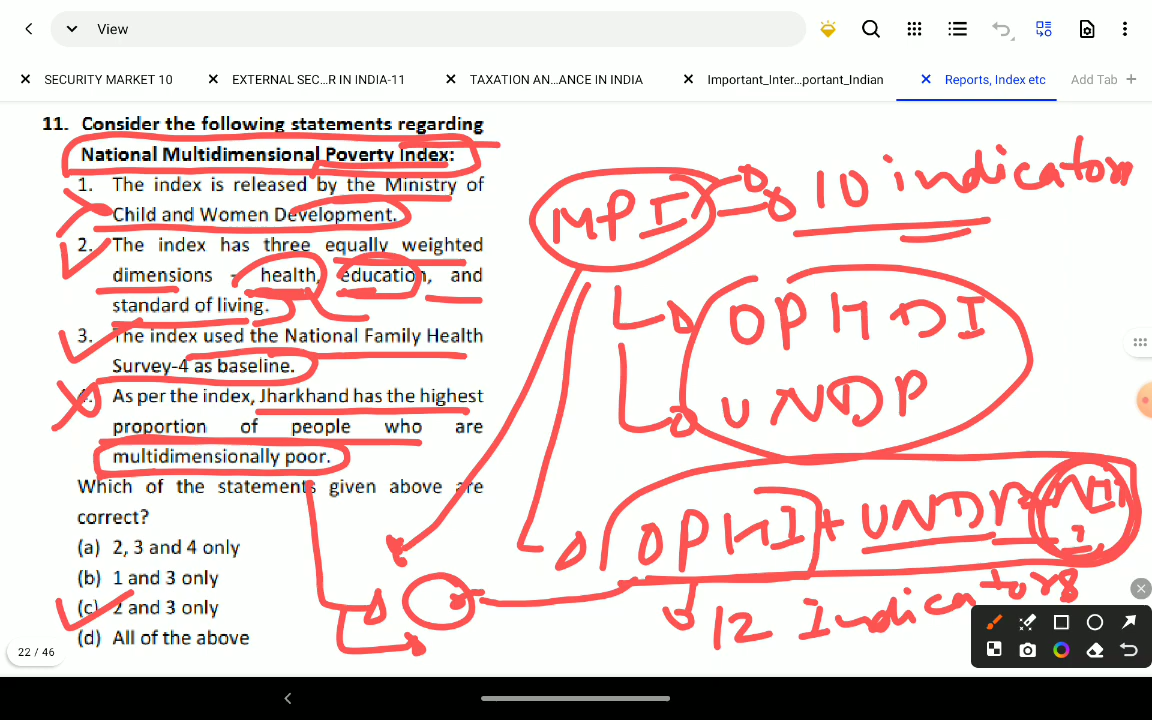 View
SECURITY MARKET 10
EXTERNAL SEC...R IN INDIA-11
TAXATION AN...ANCE IN INDIA
Important_Inter...portant_Indian
Reports, Index etc
Add Tab +
11. Consider the following statements regarding
National Multidimensional Poverty Index:
1. The index is released by the Ministry of
Child and Women Development.
2. The index has three equally weighted
dimensions - health, education, and
standard of living.
3. The index used the National Family Health
Survey-4 as baseline.
4. As per the index, Jharkhand has the highest
proportion of people who are
multidimensionally poor.
Which of the statements given above are
correct?
(a) 2, 3 and 4 only
(b) 1 and 3 only
(c) 2 and 3 only
(d) All of the above
MPI
10 indicators
OPHDI
UNDP
OPHI + UNDP +
12 Indicators
22 / 46